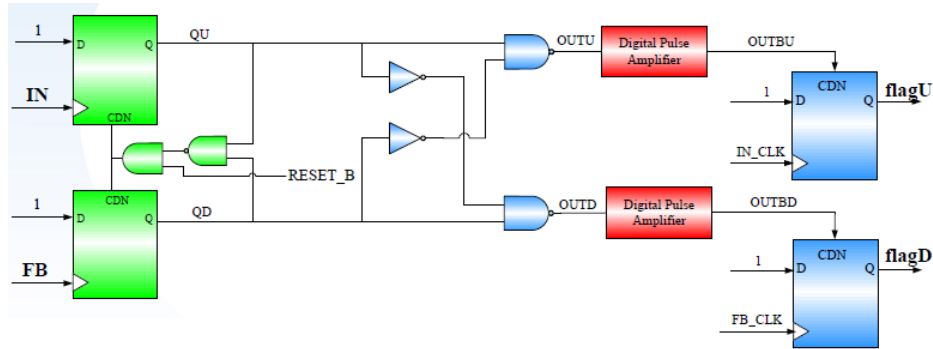 1
D
Q
QU
IN
CDN
OUTU
Digital Pulse
Amplifier
OUTBU
CDN
1
D
Q
flagU
IN_CLK
RESET_B
1
CDN
D
Q
QD
FB
OUTD
Digital Pulse
Amplifier
OUTBD
CDN
1
D
Q
flagD
FB_CLK